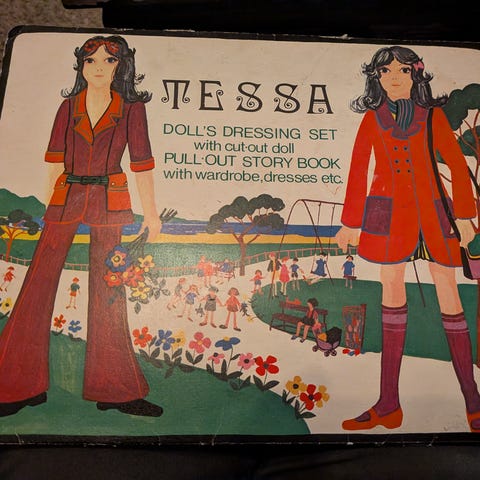 TESSA
DOLL'S DRESSING SET
with cut-out doll
PULL-OUT STORY BOOK
with wardrobe, dresses etc.